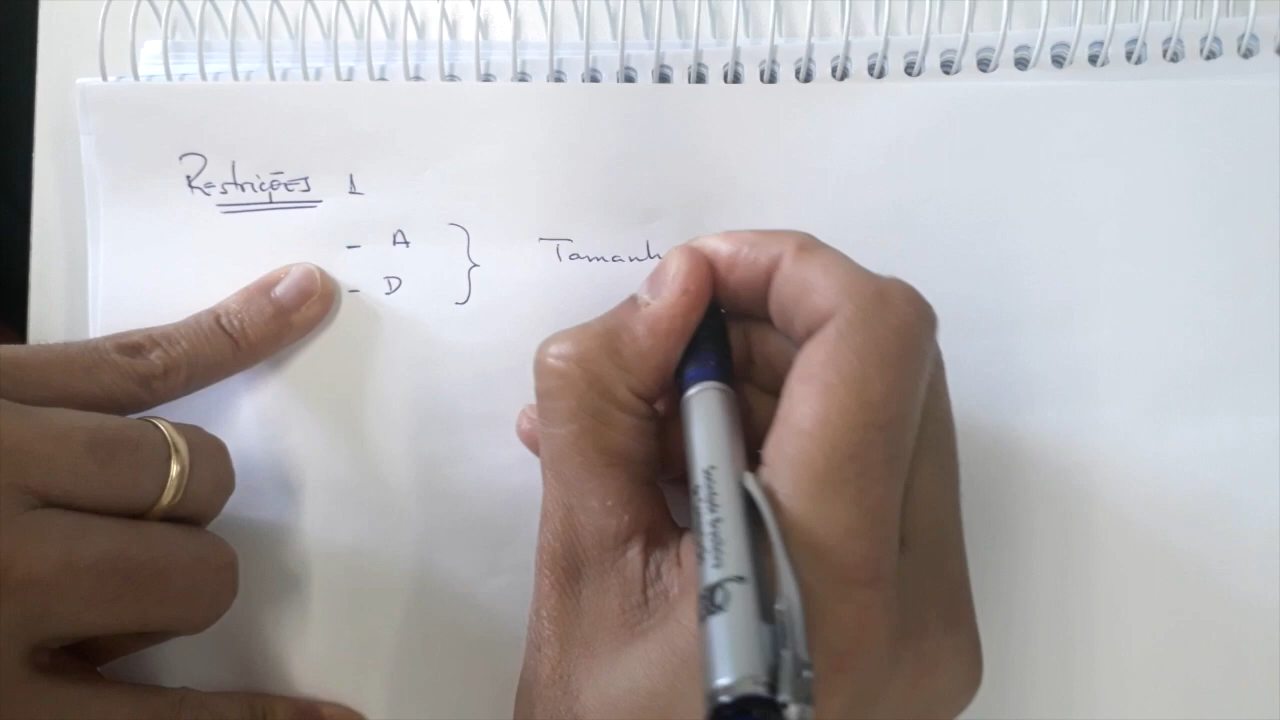 Restrições 1
- A
- D
} Tamanh